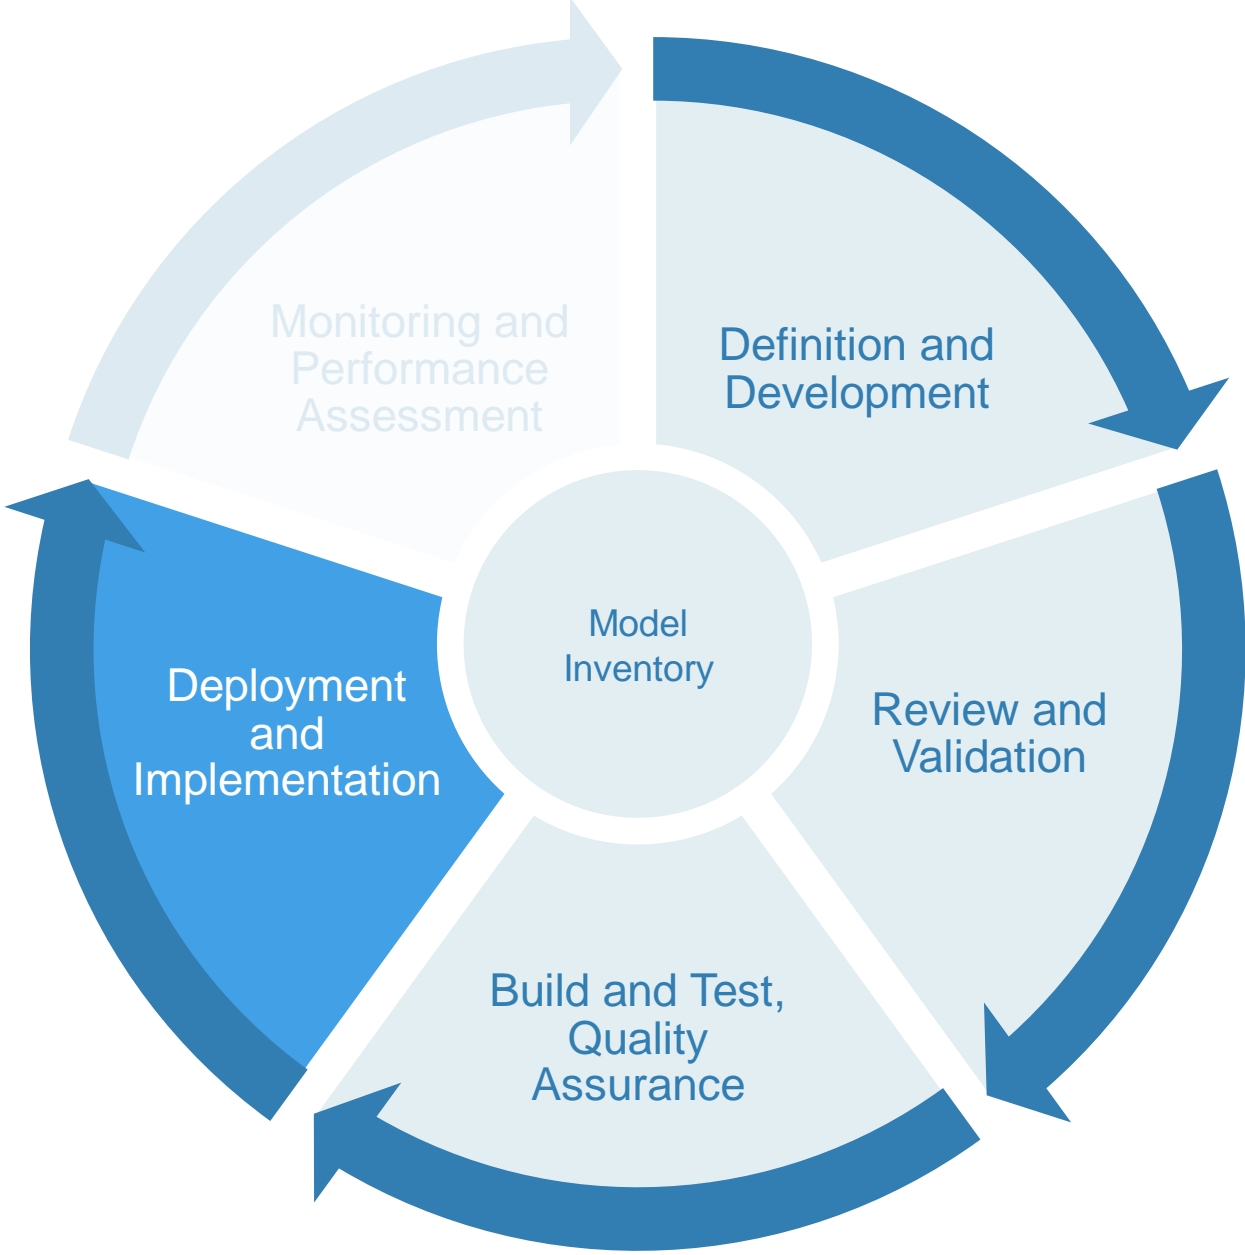 Monitoring and
Performance
Assessment
Definition and
Development
Model
Inventory
Deployment
and
Implementation
Review and
Validation
Build and Test,
Quality
Assurance